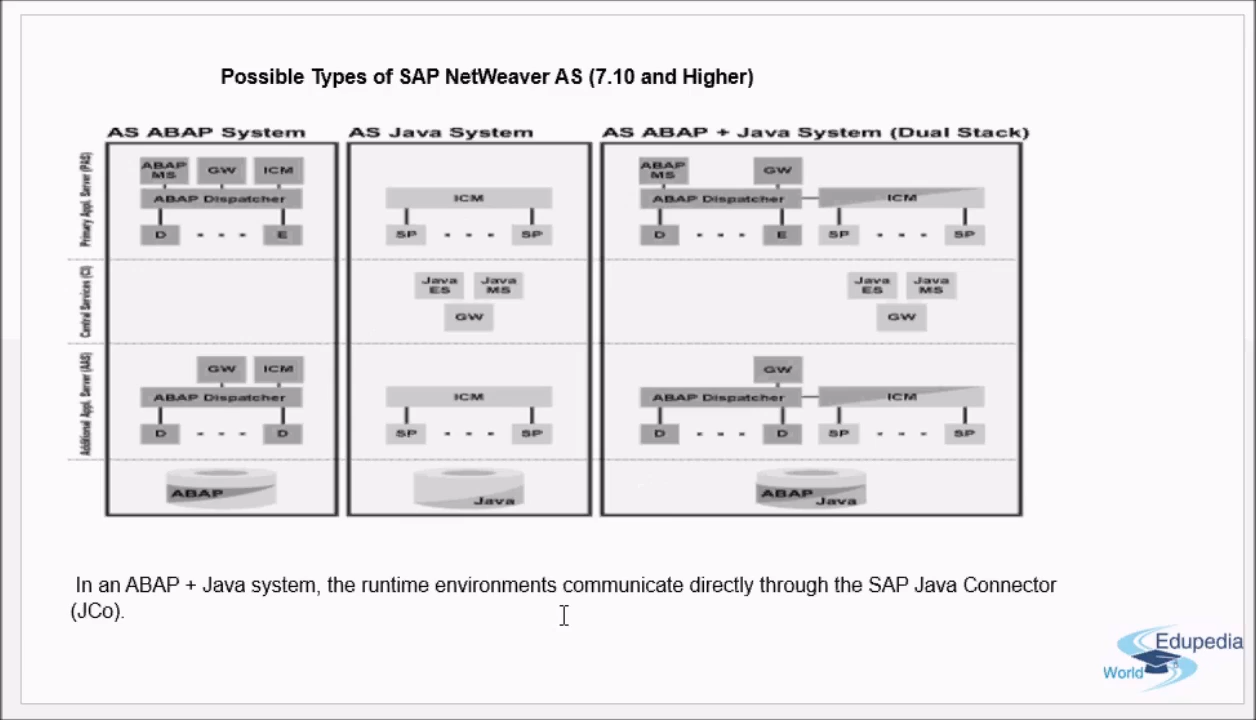 Possible Types of SAP NetWeaver AS (7.10 and Higher)
AS ABAP System
AS Java System
AS ABAP + Java System (Dual Stack)
Primary Appl. Server (PAS)
ABAP MS GW ICM
ABAP Dispatcher
D . . . E
ICM
SP . . . SP
ABAP MS GW
ABAP Dispatcher ICM
D . . . E SP . . . SP
Central Services (CI)
Java ES Java MS
GW
Java ES Java MS
GW
Additional Appl. Server (AAS)
GW ICM
ABAP Dispatcher
D . . . D
ICM
SP . . . SP
GW
ABAP Dispatcher ICM
D . . . D SP . . . SP
ABAP
Java
ABAP Java
In an ABAP + Java system, the runtime environments communicate directly through the SAP Java Connector
(JCo).
Edupedia
World